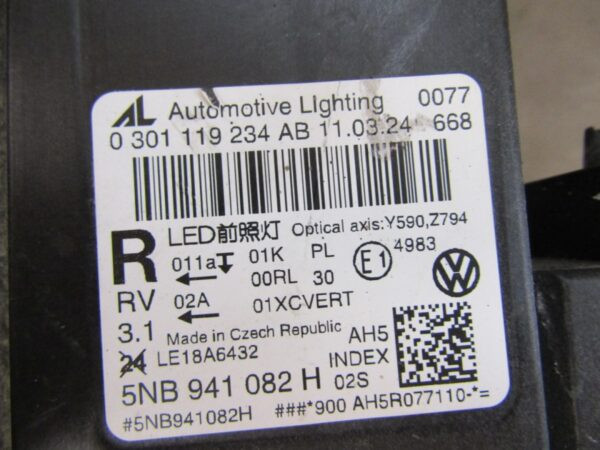 AL Automotive Lighting 0077
0 301 119 234 AB 11.03.24 668
LED前照灯 Optical axis:Y590,Z794
R 011a 01K PL E1 4983
00RL 30
RV 02A 01XCVERT
3.1 Made in Czech Republic AH5
24 LE18A6432 INDEX
5NB 941 082 H 02S
#5NB941082H ###*900 AH5R077110-*=